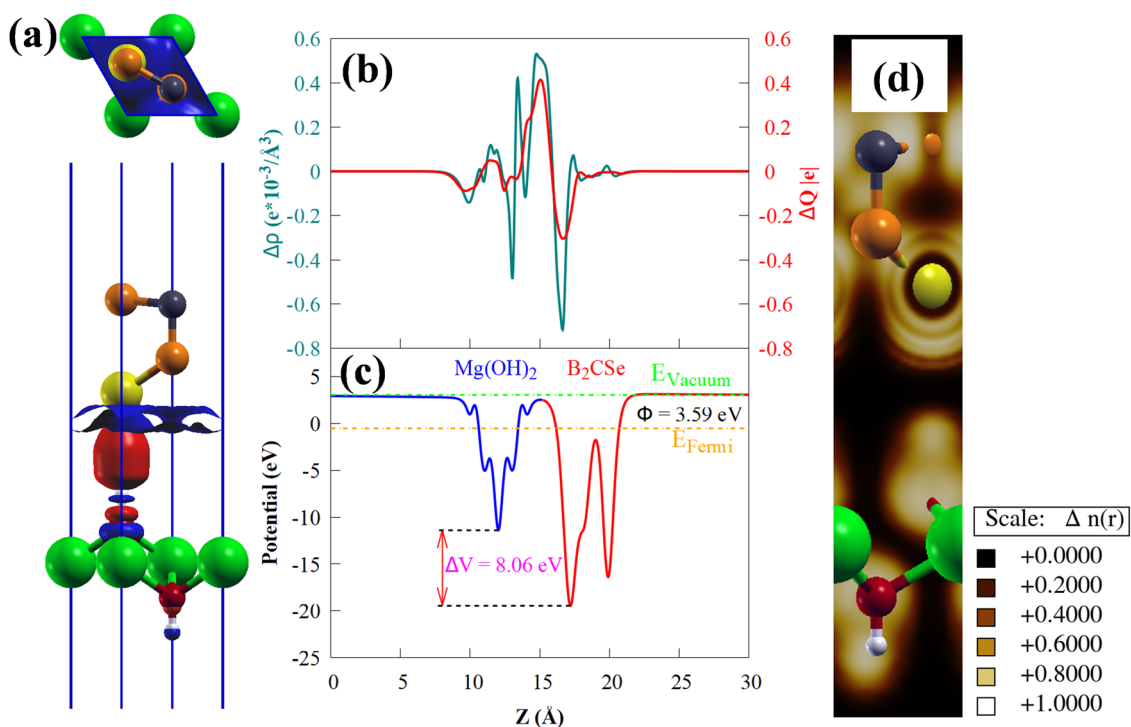 (a)
(b)
0.6
0.4
0.2
0
-0.2
-0.4
-0.6
-0.8
Δρ (e*10⁻³/Å³)
0.6
0.4
0.2
0
-0.2
-0.4
-0.6
-0.8
ΔQ |e|
(c)
Mg(OH)₂
B₂CSe
E_Vacuum
Φ = 3.59 eV
E_Fermi
ΔV = 8.06 eV
5
0
-5
-10
-15
-20
-25
Potential (eV)
0
5
10
15
20
25
30
Z (Å)
(d)
Scale: Δ n(r)
+0.0000
+0.2000
+0.4000
+0.6000
+0.8000
+1.0000